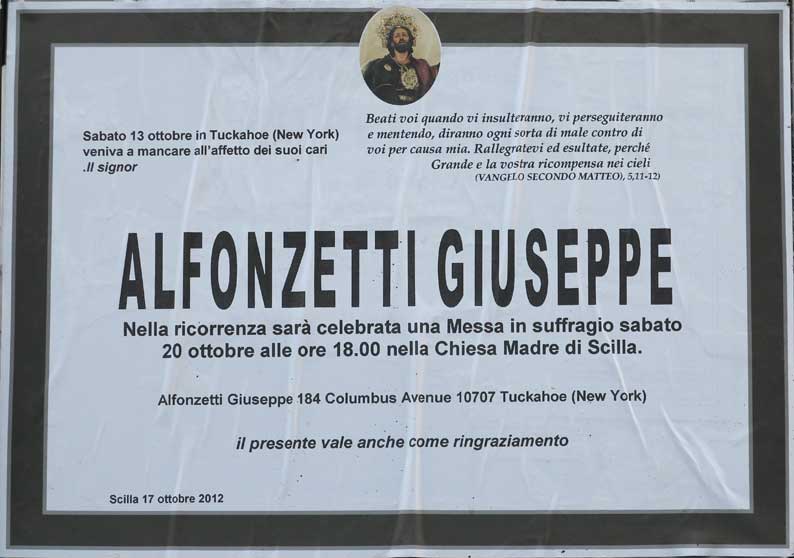 Sabato 13 ottobre in Tuckahoe (New York)
veniva a mancare all'affetto dei suoi cari
.Il signor
Beati voi quando vi insulteranno, vi perseguiteranno
e mentendo, diranno ogni sorta di male contro di
voi per causa mia. Rallegratevi ed esultate, perché
Grande e la vostra ricompensa nei cieli
(VANGELO SECONDO MATTEO), 5,11-12)
ALFONZETTI GIUSEPPE
Nella ricorrenza sarà celebrata una Messa in suffragio sabato
20 ottobre alle ore 18.00 nella Chiesa Madre di Scilla.
Alfonzetti Giuseppe 184 Columbus Avenue 10707 Tuckahoe (New York)
il presente vale anche come ringraziamento
Scilla 17 ottobre 2012